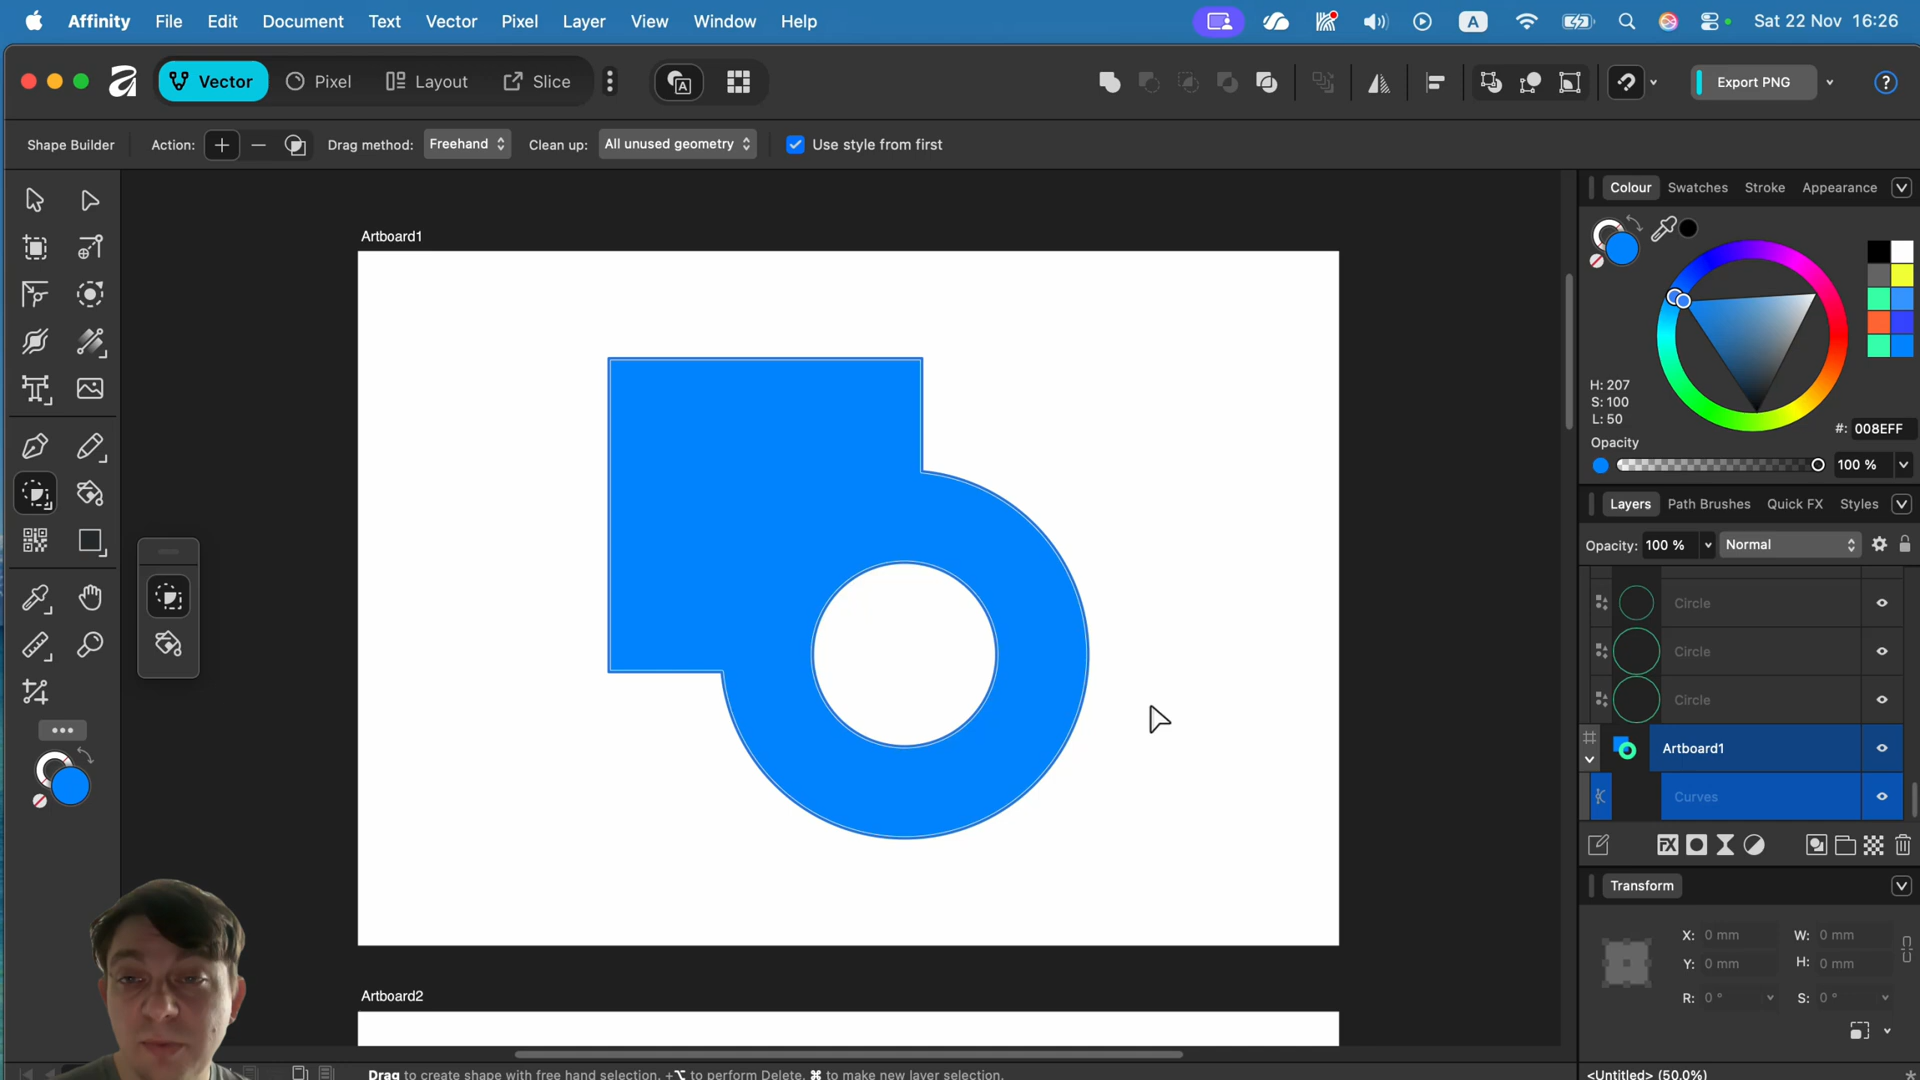 Affinity File Edit Document Text Vector Pixel Layer View Window Help A Sat 22 Nov 16:26
Vector Pixel Layout Slice Export PNG ?
Shape Builder Action: Drag method: Freehand Clean up: All unused geometry Use style from first
Colour Swatches Stroke Appearance
Artboard1
H: 207
S: 100
L: 50
#: 008EFF
Opacity
100 %
Layers Path Brushes Quick FX Styles
Opacity: 100 % Normal
Circle
Circle
Circle
Artboard1
Curves
FX
Transform
X: 0 mm W: 0 mm
Y: 0 mm H: 0 mm
R: 0 ° S: 0 °
Artboard2
Drag to create shape with free hand selection. +⌥ to perform Delete. ⌘ to make new layer selection.
<Untitled> (50.0%)